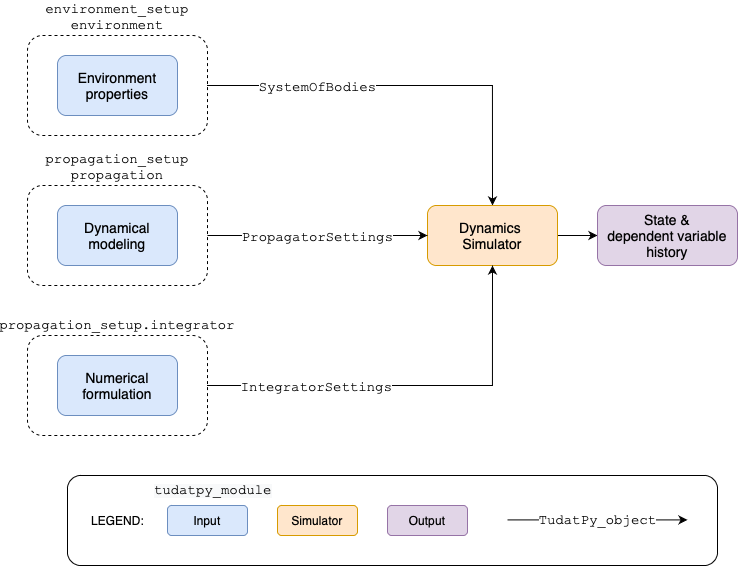 environment_setup
environment
Environment
properties
SystemOfBodies
propagation_setup
propagation
Dynamical
modeling
PropagatorSettings
Dynamics
Simulator
State &
dependent variable
history
propagation_setup.integrator
Numerical
formulation
IntegratorSettings
tudatpy_module
LEGEND:
Input
Simulator
Output
TudatPy_object